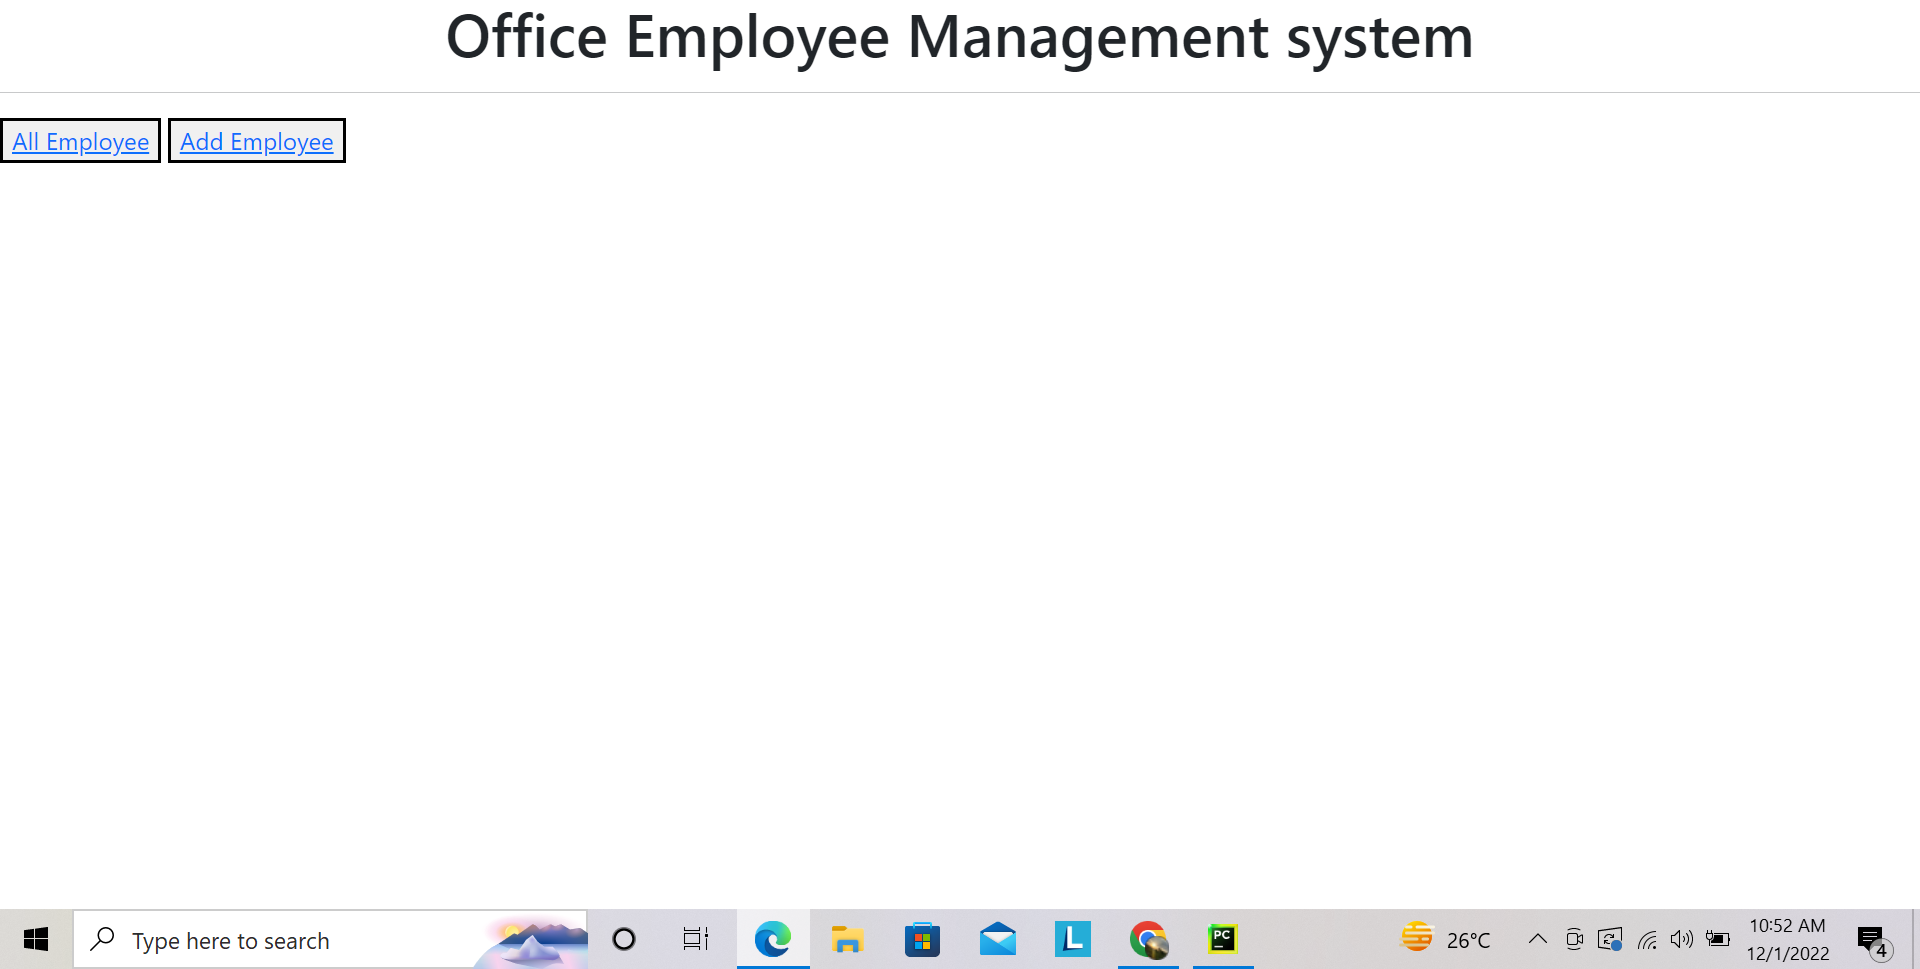 Office Employee Management system
All Employee Add Employee
Type here to search
L
PC
26°C
10:52 AM
12/1/2022
4